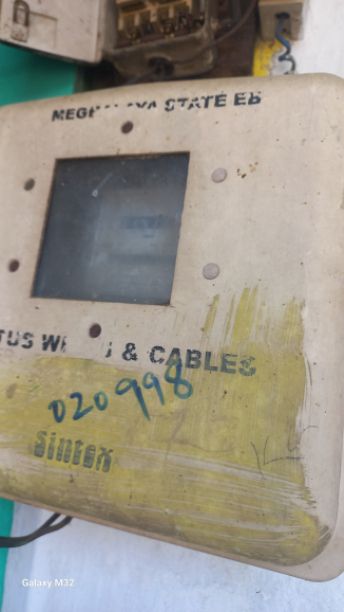 STATE EB
& CABLES
020998
Sintex
Galaxy M32